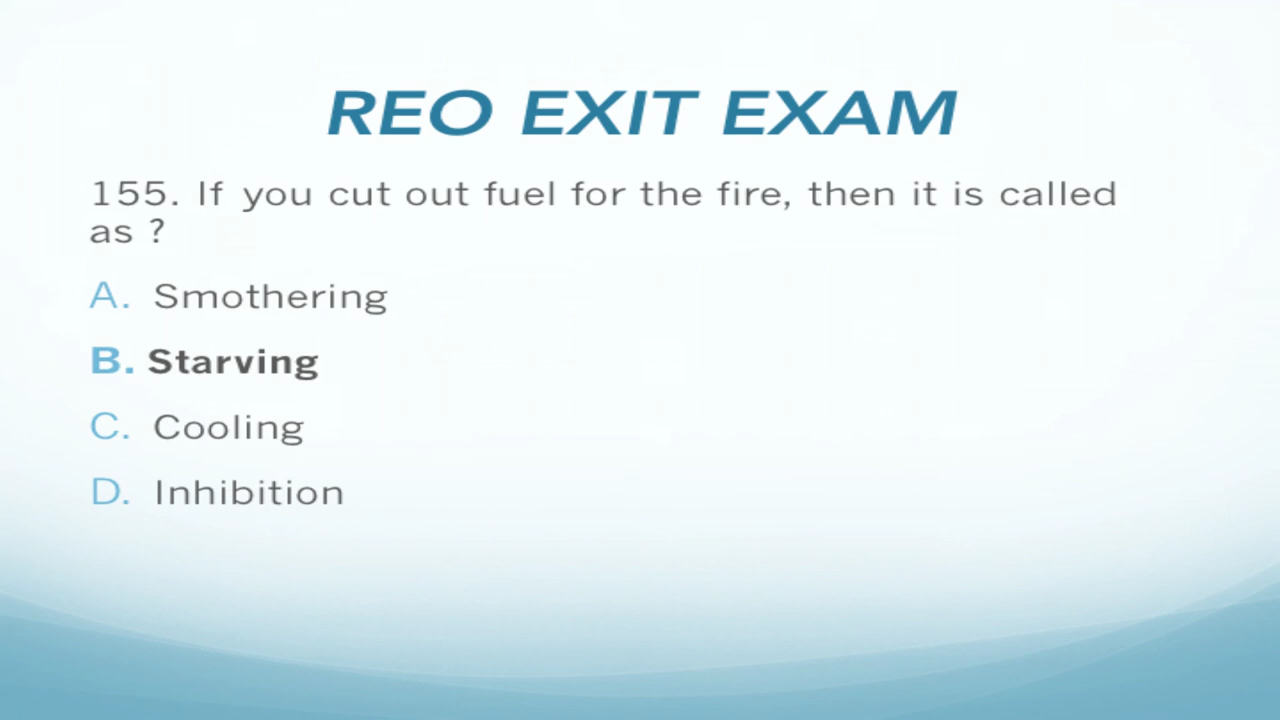 REO EXIT EXAM
155. If you cut out fuel for the fire, then it is called
as ?
A. Smothering
B. Starving
C. Cooling
D. Inhibition